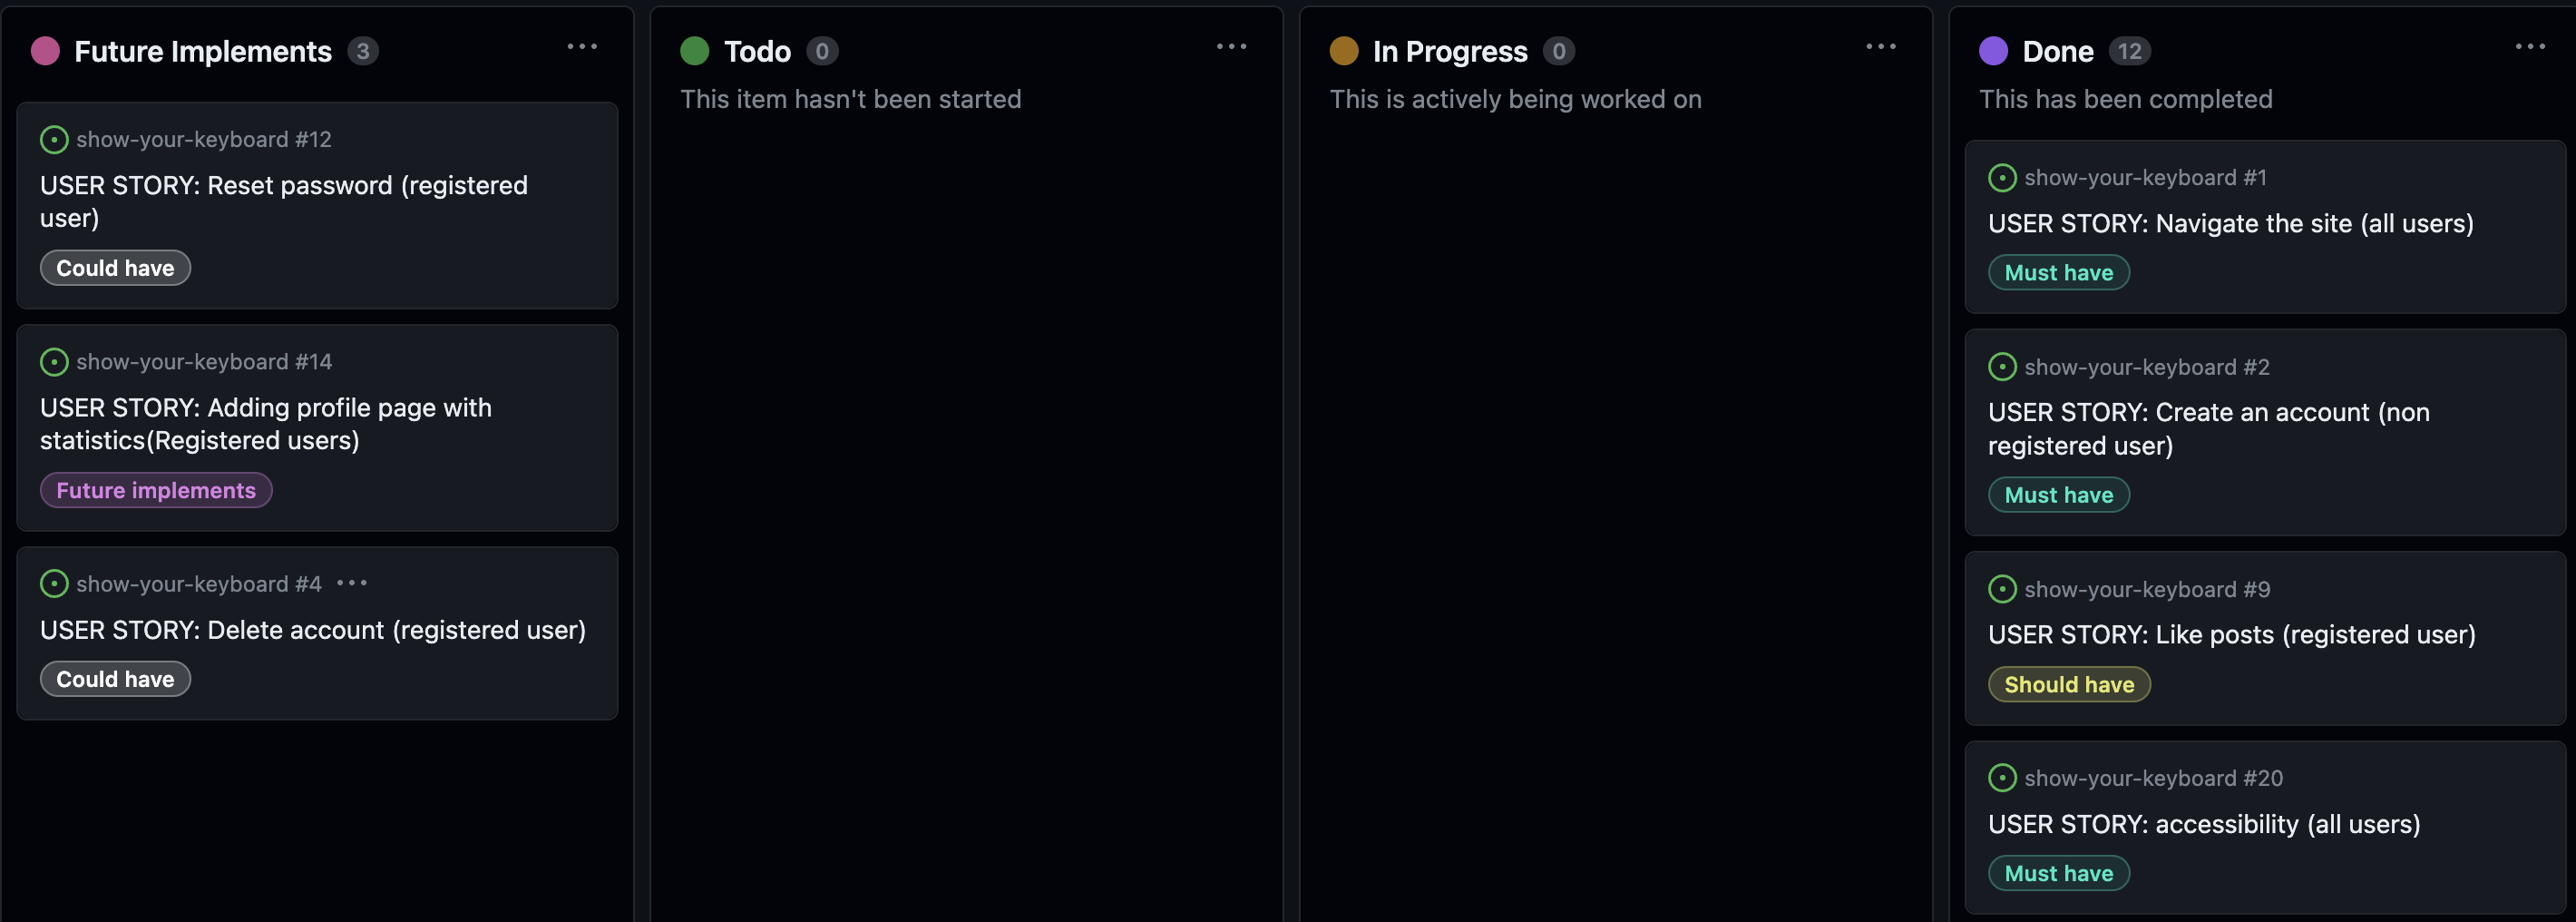 Future Implements 3
show-your-keyboard #12
USER STORY: Reset password (registered
user)
Could have
show-your-keyboard #14
USER STORY: Adding profile page with
statistics(Registered users)
Future implements
show-your-keyboard #4
USER STORY: Delete account (registered user)
Could have
Todo 0
This item hasn't been started
In Progress 0
This is actively being worked on
Done 12
This has been completed
show-your-keyboard #1
USER STORY: Navigate the site (all users)
Must have
show-your-keyboard #2
USER STORY: Create an account (non
registered user)
Must have
show-your-keyboard #9
USER STORY: Like posts (registered user)
Should have
show-your-keyboard #20
USER STORY: accessibility (all users)
Must have